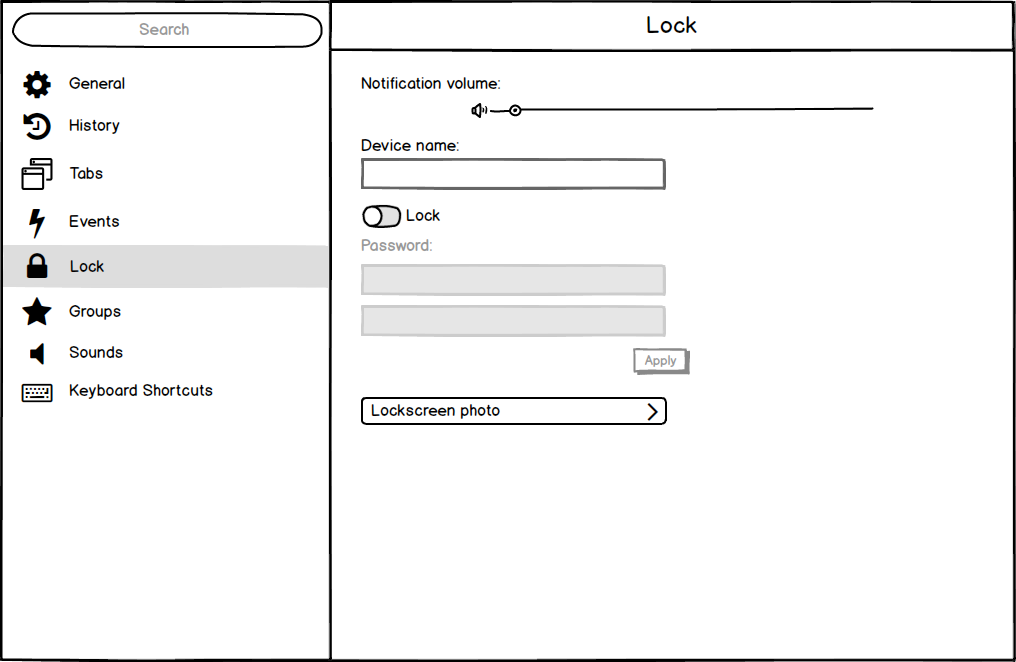 Search
General
History
Tabs
Events
Lock
Groups
Sounds
Keyboard Shortcuts
Lock
Notification volume:
Device name:
Lock
Password:
Apply
Lockscreen photo